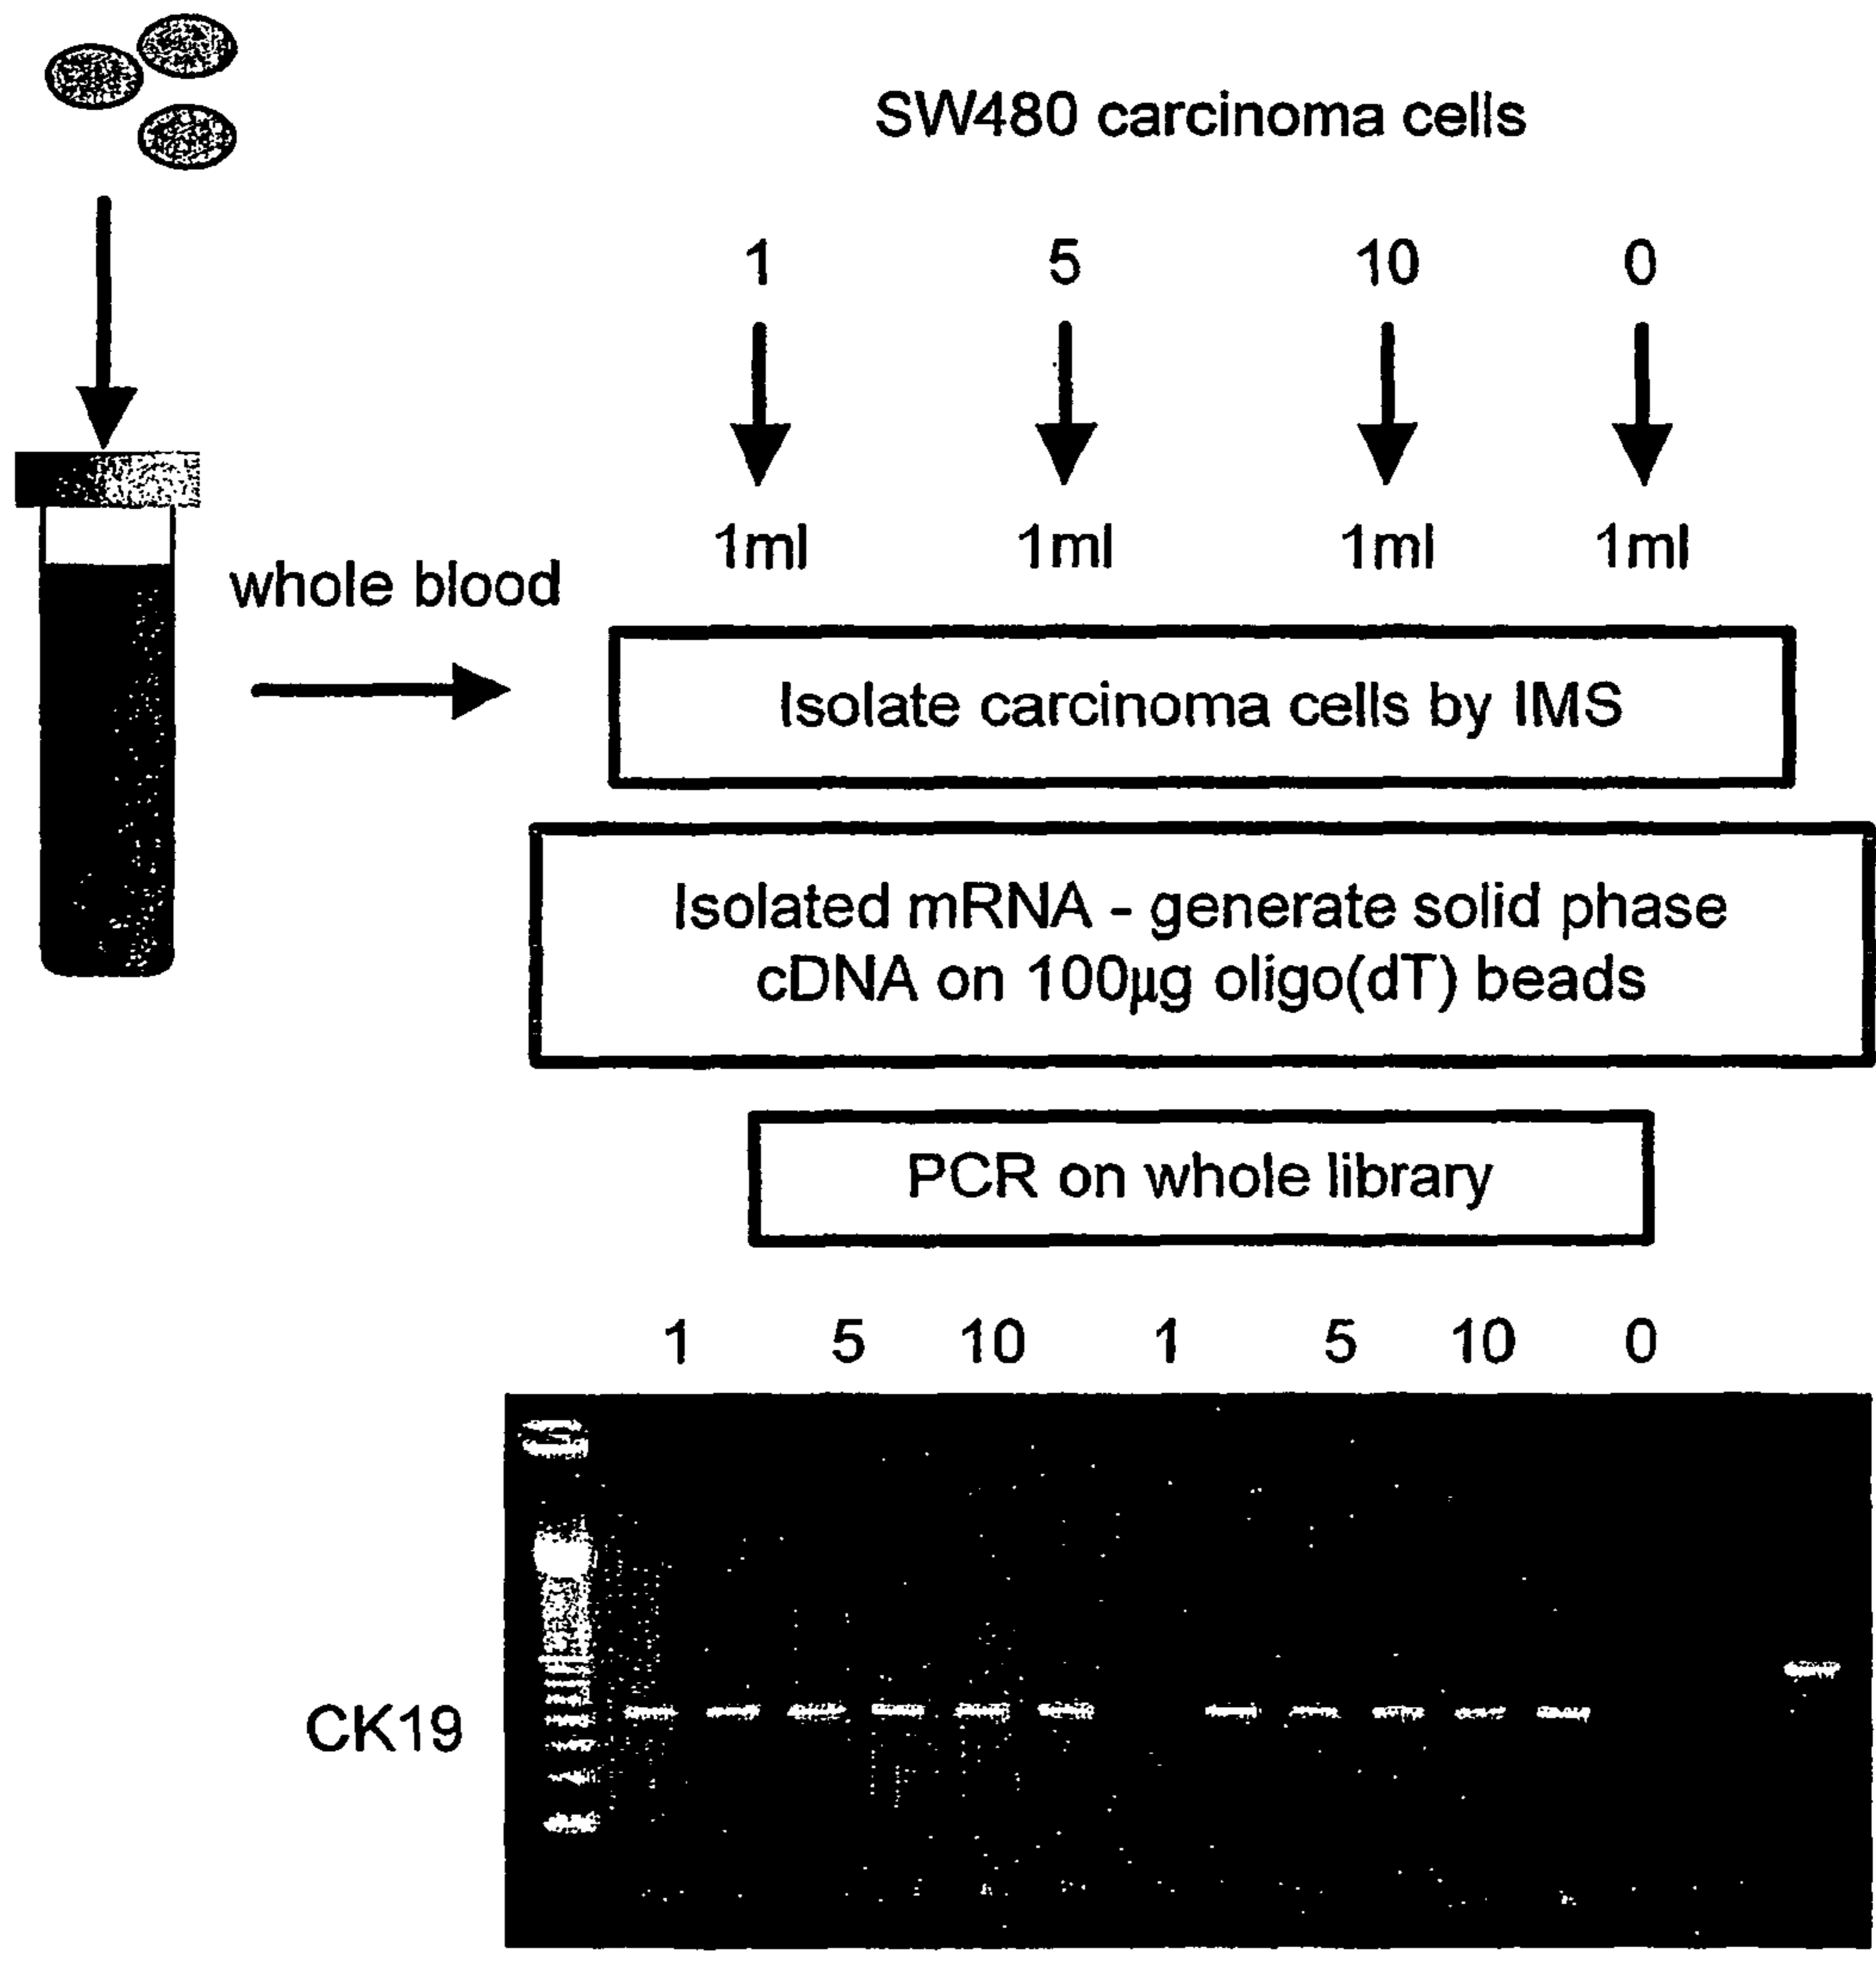 SW480 carcinoma cells
1 5 10 0
1ml 1ml 1ml 1ml
whole blood
Isolate carcinoma cells by IMS
Isolated mRNA - generate solid phase
cDNA on 100µg oligo(dT) beads
PCR on whole library
1 5 10 1 5 10 0
CK19